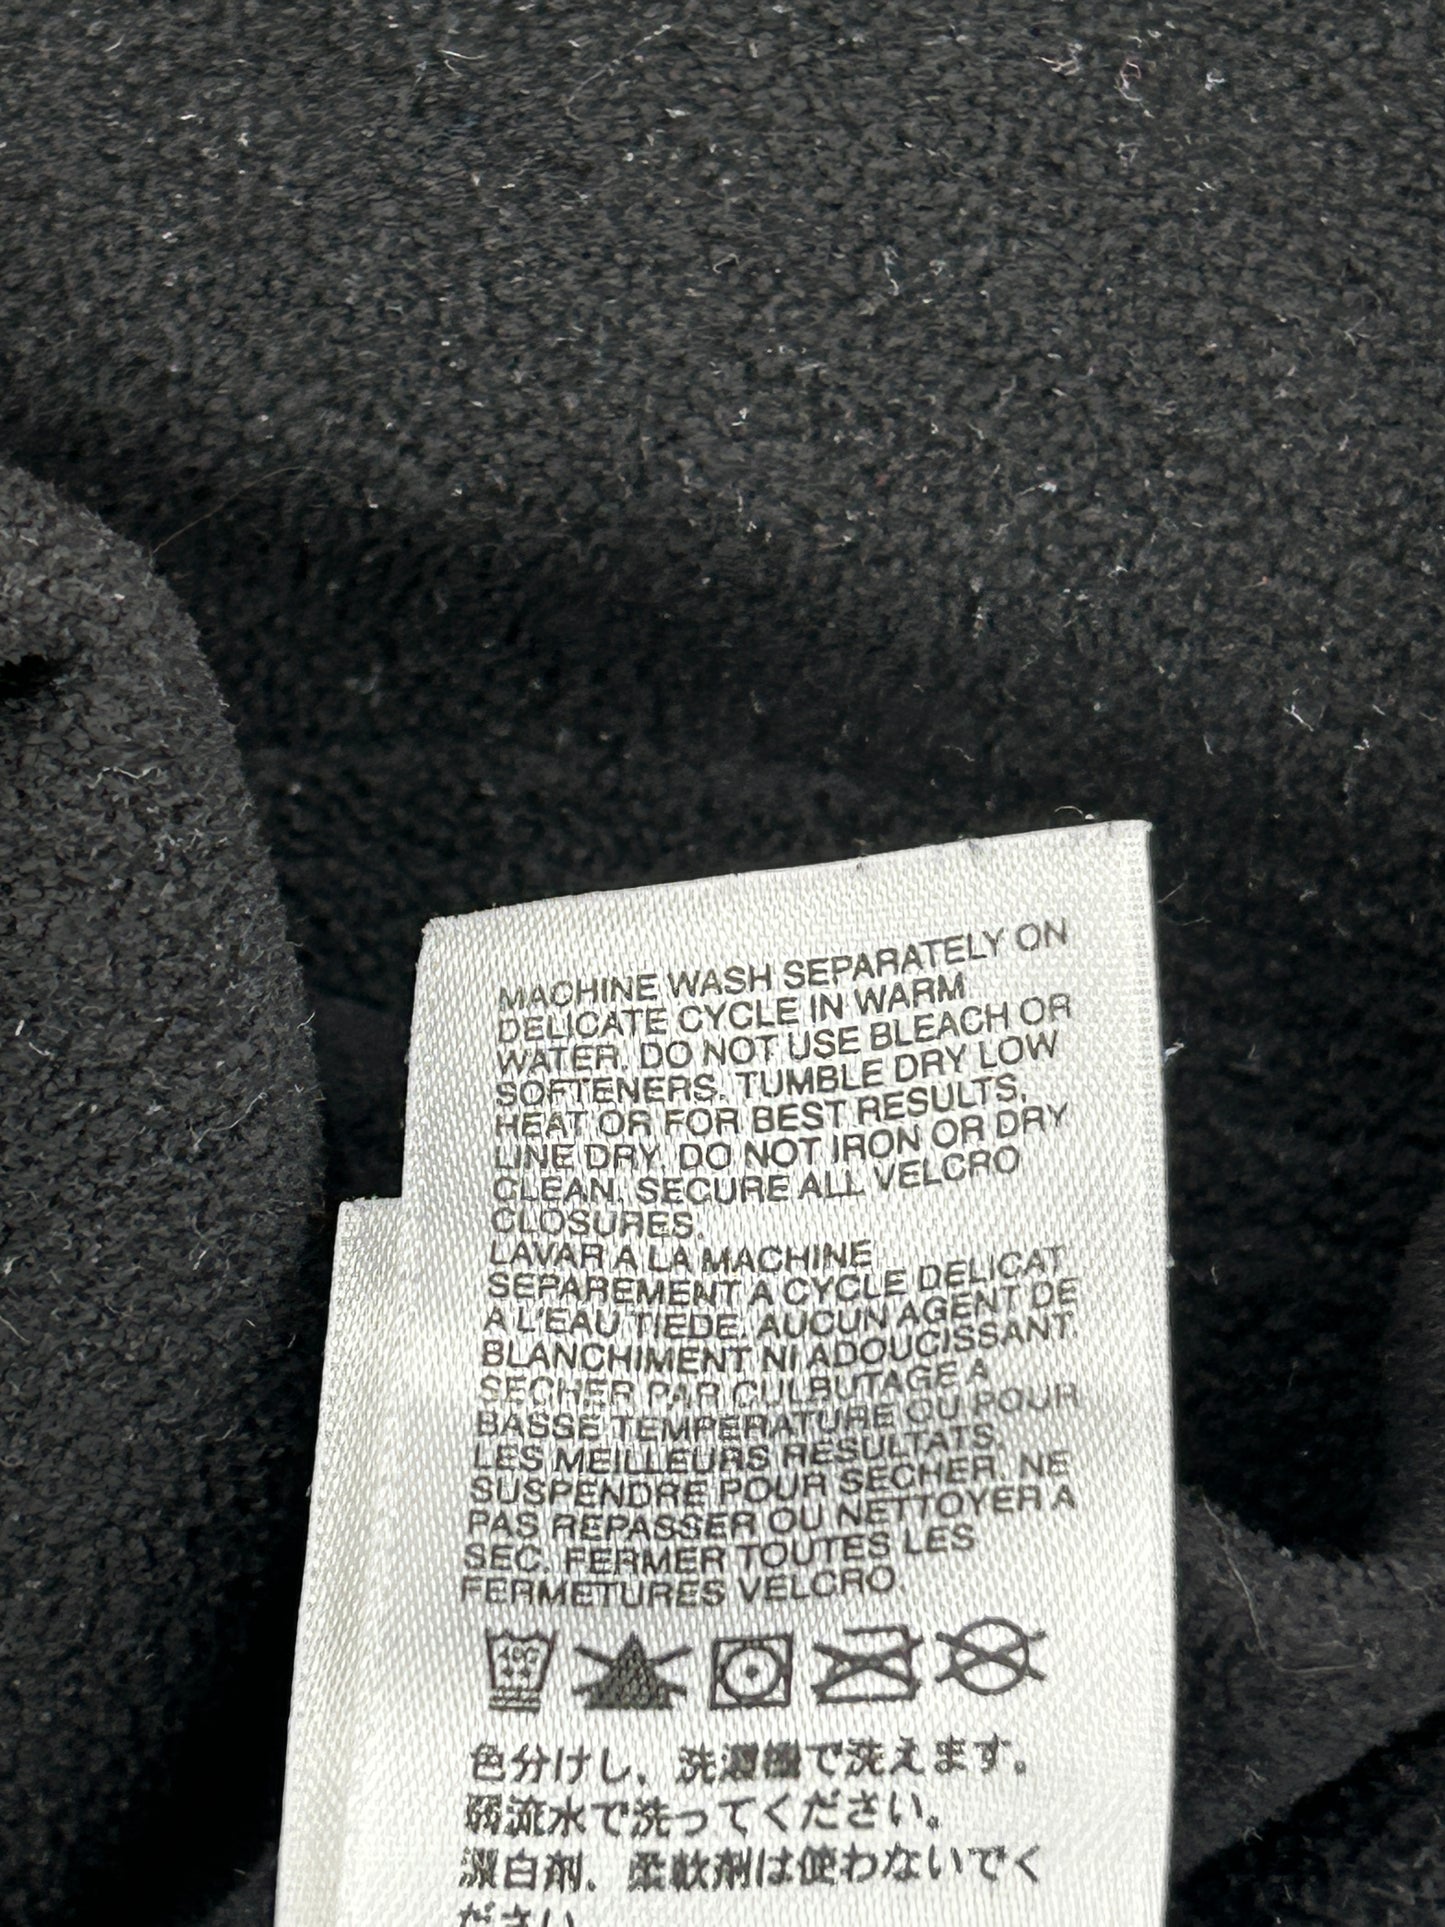 MACHINE WASH SEPARATELY ON
DELICATE CYCLE IN WARM
WATER. DO NOT USE BLEACH OR
SOFTENERS. TUMBLE DRY LOW
HEAT OR FOR BEST RESULTS,
LINE DRY. DO NOT IRON OR DRY
CLEAN. SECURE ALL VELCRO
CLOSURES.
LAVAR A LA MACHINE
SEPAREMENT A CYCLE DELICAT
A L'EAU TIEDE. AUCUN AGENT DE
BLANCHIMENT NI ADOUCISSANT.
SECHER PAR CULBUTAGE A
BASSE TEMPERATURE OU POUR
LES MEILLEURS RESULTATS,
SUSPENDRE POUR SECHER. NE
PAS REPASSER OU NETTOYER A
SEC. FERMER TOUTES LES
FERMETURES VELCRO.
40C
色分けし、洗濯機で洗えます。
弱流水で洗ってください。
漂白剤、柔軟剤は使わないでく
ださい